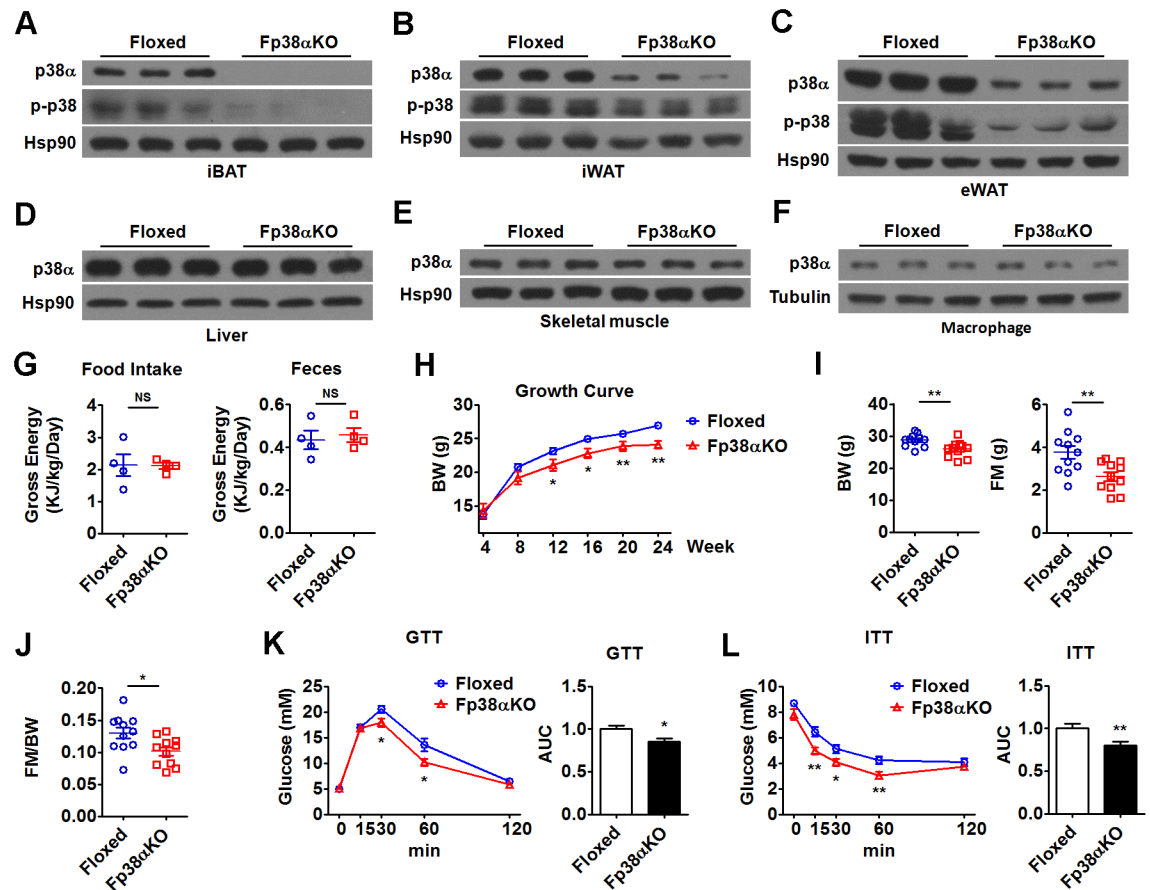 A
Floxed Fp38αKO
p38α
p-p38
Hsp90
iBAT
B
Floxed Fp38αKO
p38α
p-p38
Hsp90
iWAT
C
Floxed Fp38αKO
p38α
p-p38
Hsp90
eWAT
D
Floxed Fp38αKO
p38α
Hsp90
Liver
E
Floxed Fp38αKO
p38α
Hsp90
Skeletal muscle
F
Floxed Fp38αKO
p38α
Tubulin
Macrophage
G
Food Intake
Gross Energy
(KJ/kg/Day)
4
3
2
1
0
NS
Floxed
Fp38αKO
Feces
Gross Energy
(KJ/kg/Day)
0.6
0.4
0.2
0.0
NS
Floxed
Fp38αKO
H
Growth Curve
BW (g)
30
25
20
15
4 8 12 16 20 24 Week
Floxed
Fp38αKO
* * ** **
I
BW (g)
40
30
20
10
0
**
Floxed
Fp38αKO
FM (g)
6
4
2
0
**
Floxed
Fp38αKO
J
FM/BW
0.20
0.15
0.10
0.05
0.00
*
Floxed
Fp38αKO
K
GTT
Glucose (mM)
25
20
15
10
5
0
0 1530 60 120
min
Floxed
Fp38αKO
* *
GTT
AUC
1.5
1.0
0.5
0.0
*
Floxed
Fp38αKO
L
ITT
Glucose (mM)
10
8
6
4
2
0
0 1530 60 120
min
Floxed
Fp38αKO
** * **
ITT
AUC
1.5
1.0
0.5
0.0
**
Floxed
Fp38αKO